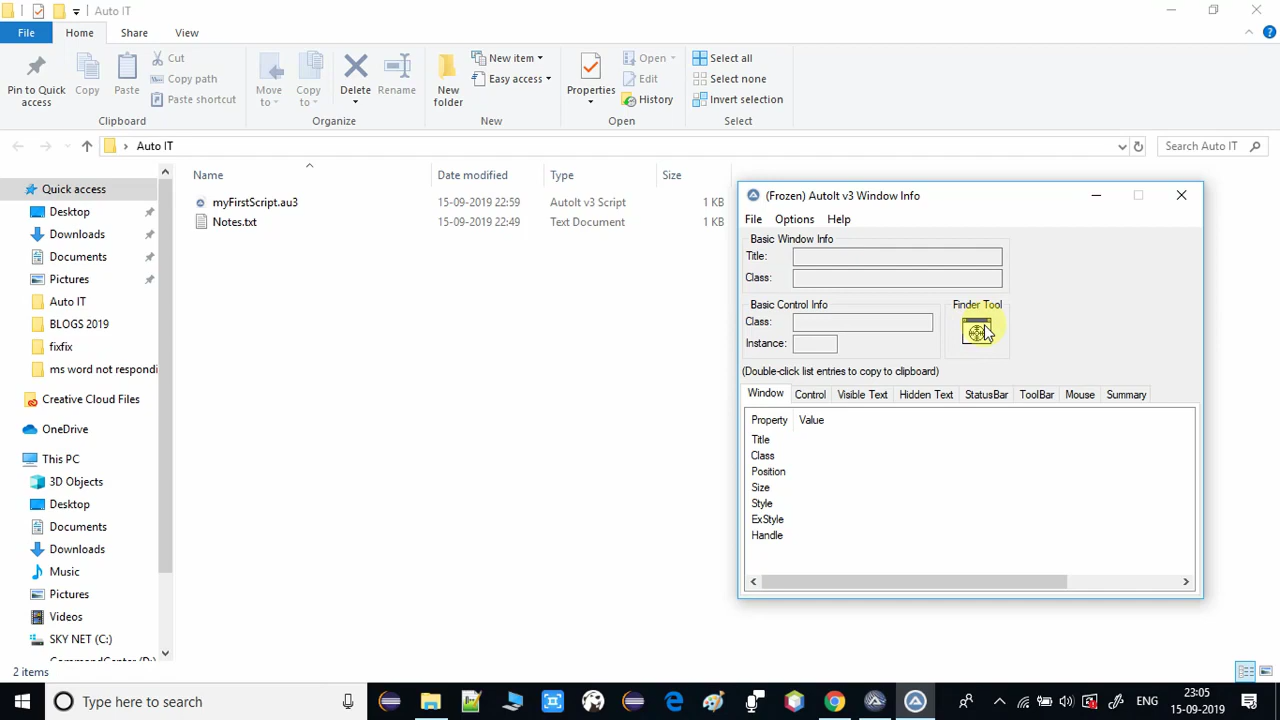 Auto IT
File
Home
Share
View
Pin to Quick access
Copy
Paste
Cut
Copy path
Paste shortcut
Clipboard
Move to
Copy to
Delete
Rename
Organize
New folder
New item
Easy access
New
Properties
Open
Edit
History
Open
Select all
Select none
Invert selection
Select
Auto IT
Search Auto IT
Name
Date modified
Type
Size
myFirstScript.au3 15-09-2019 22:59 AutoIt v3 Script 1 KB
Notes.txt 15-09-2019 22:49 Text Document 1 KB
Quick access
Desktop
Downloads
Documents
Pictures
Auto IT
BLOGS 2019
fixfix
ms word not respondi
Creative Cloud Files
OneDrive
This PC
3D Objects
Desktop
Documents
Downloads
Music
Pictures
Videos
SKY NET (C:)
CommandCenter (D:)
2 items
(Frozen) AutoIt v3 Window Info
File Options Help
Basic Window Info
Title:
Class:
Basic Control Info
Class:
Instance:
Finder Tool
(Double-click list entries to copy to clipboard)
Window Control Visible Text Hidden Text StatusBar ToolBar Mouse Summary
Property Value
Title
Class
Position
Size
Style
ExStyle
Handle
Type here to search
ENG
23:05
15-09-2019